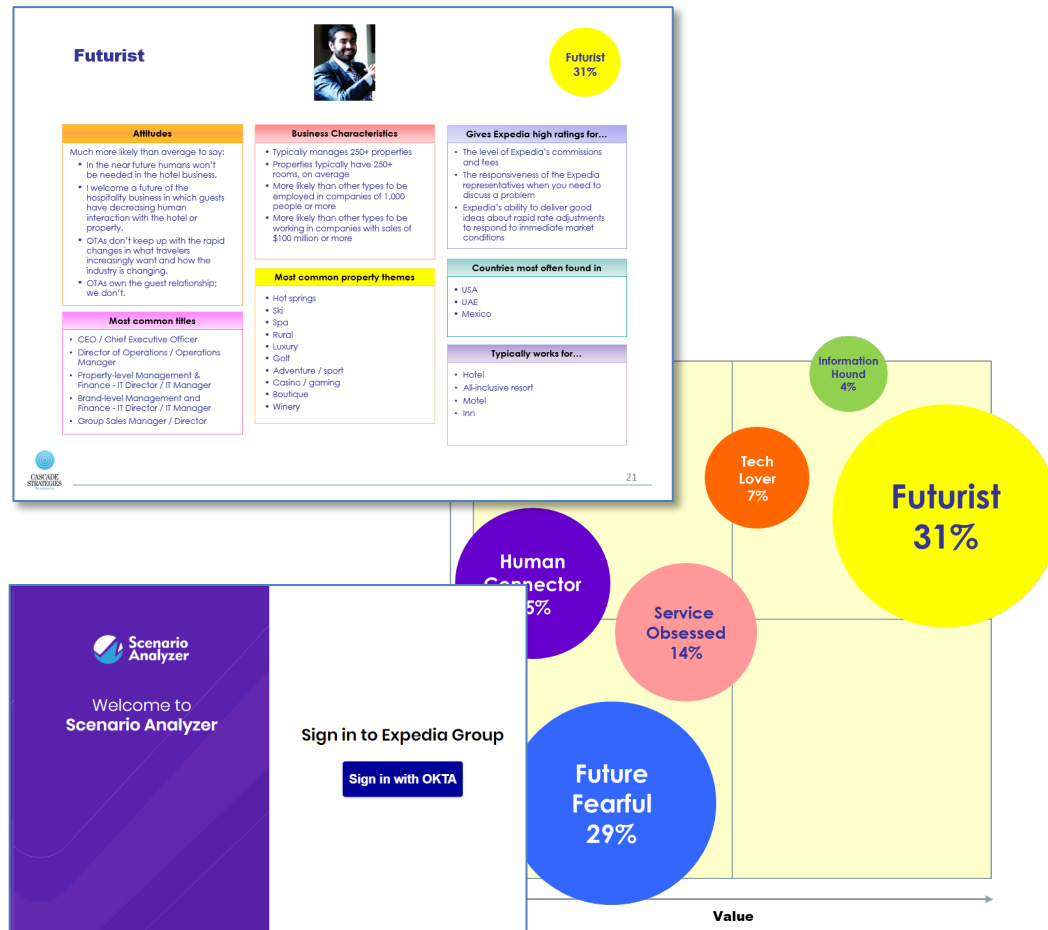 Futurist
Futurist
31%
Attitudes
Much more likely than average to say:
• In the near future humans won't
be needed in the hotel business.
• I welcome a future of the
hospitality business in which guests
have decreasing human
interaction with the hotel or
property.
• OTAs don't keep up with the rapid
changes in what travelers
increasingly want and how the
industry is changing.
• OTAs own the guest relationship;
we don't.
Most common titles
• CEO / Chief Executive Officer
• Director of Operations / Operations
Manager
• Property-level Management &
Finance - IT Director / IT Manager
• Brand-level Management and
Finance - IT Director / IT Manager
• Group Sales Manager / Director
Business Characteristics
• Typically manages 250+ properties
• Properties typically have 250+
rooms, on average
• More likely than other types to be
employed in companies of 1,000
people or more
• More likely than other types to be
working in companies with sales of
$100 million or more
Most common property themes
• Hot springs
• Ski
• Spa
• Rural
• Luxury
• Golf
• Adventure / sport
• Casino / gaming
• Boutique
• Winery
Gives Expedia high ratings for…
• The level of Expedia's commissions
and fees
• The responsiveness of the Expedia
representatives when you need to
discuss a problem
• Expedia's ability to deliver good
ideas about rapid rate adjustments
to respond to immediate market
conditions
Countries most often found in
• USA
• UAE
• Mexico
Typically works for…
• Hotel
• All-inclusive resort
• Motel
• Inn
CASCADE
STRATEGIES
21
Information
Hound
4%
Tech
Lover
7%
Futurist
31%
Human
Connector
5%
Service
Obsessed
14%
Future
Fearful
29%
Value
Scenario
Analyzer
Welcome to
Scenario Analyzer
Sign in to Expedia Group
Sign in with OKTA